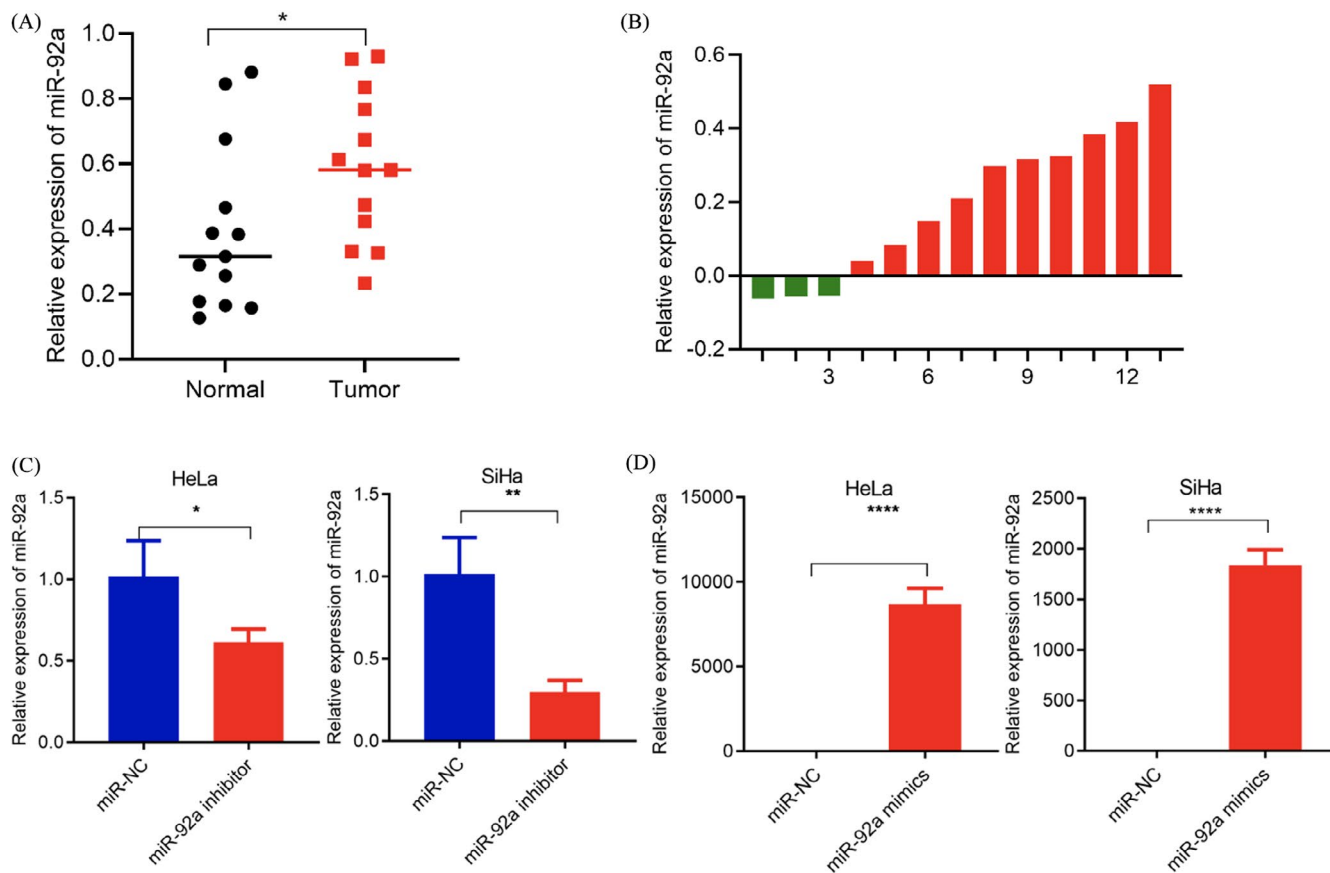 (A)
Relative expression of miR-92a
1.0
0.8
0.6
0.4
0.2
0.0
*
Normal Tumor
(B)
Relative expression of miR-92a
0.6
0.4
0.2
0.0
-0.2
3 6 9 12
(C)
HeLa
Relative expression of miR-92a
1.5
1.0
0.5
0.0
*
miR-NC
miR-92a inhibitor
SiHa
Relative expression of miR-92a
1.5
1.0
0.5
0.0
**
miR-NC
miR-92a inhibitor
(D)
HeLa
Relative expression of miR-92a
15000
10000
5000
0
****
miR-NC
miR-92a mimics
SiHa
Relative expression of miR-92a
2500
2000
1500
1000
500
0
****
miR-NC
miR-92a mimics